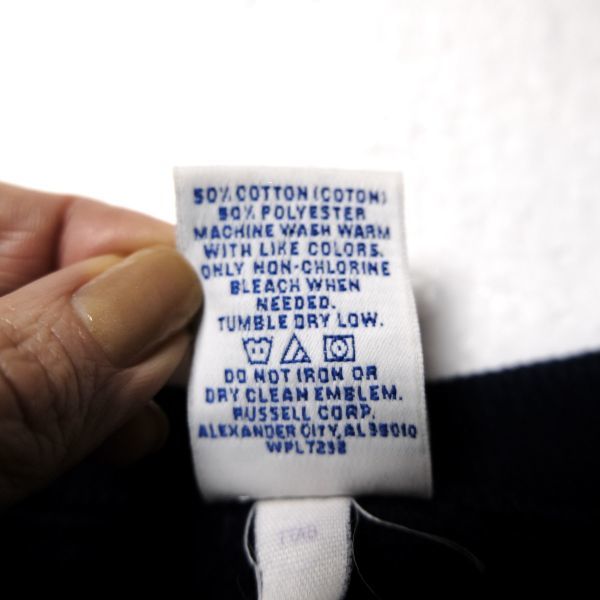 50% COTTON (COTON)
50% POLYESTER
MACHINE WASH WARM
WITH LIKE COLORS.
ONLY NON-CHLORINE
BLEACH WHEN
NEEDED.
TUMBLE DRY LOW.
DO NOT IRON OR
DRY CLEAN EMBLEM.
RUSSELL CORP.
ALEXANDER CITY, AL 35010
WPL7232